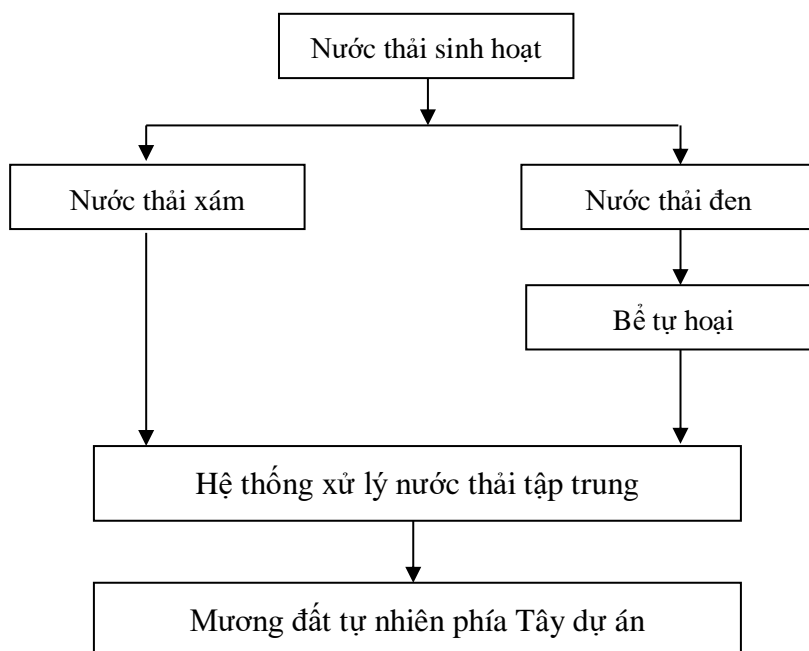 Nước thải sinh hoạt
Nước thải xám
Nước thải đen
Bể tự hoại
Hệ thống xử lý nước thải tập trung
Mương đất tự nhiên phía Tây dự án